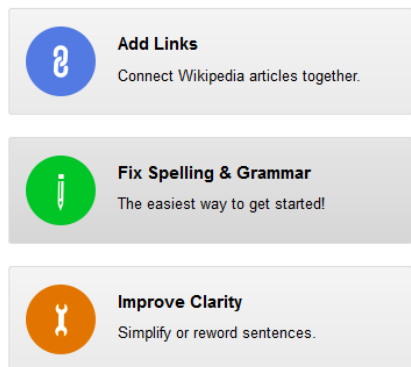 Add Links
Connect Wikipedia articles together.
Fix Spelling & Grammar
The easiest way to get started!
Improve Clarity
Simplify or reword sentences.